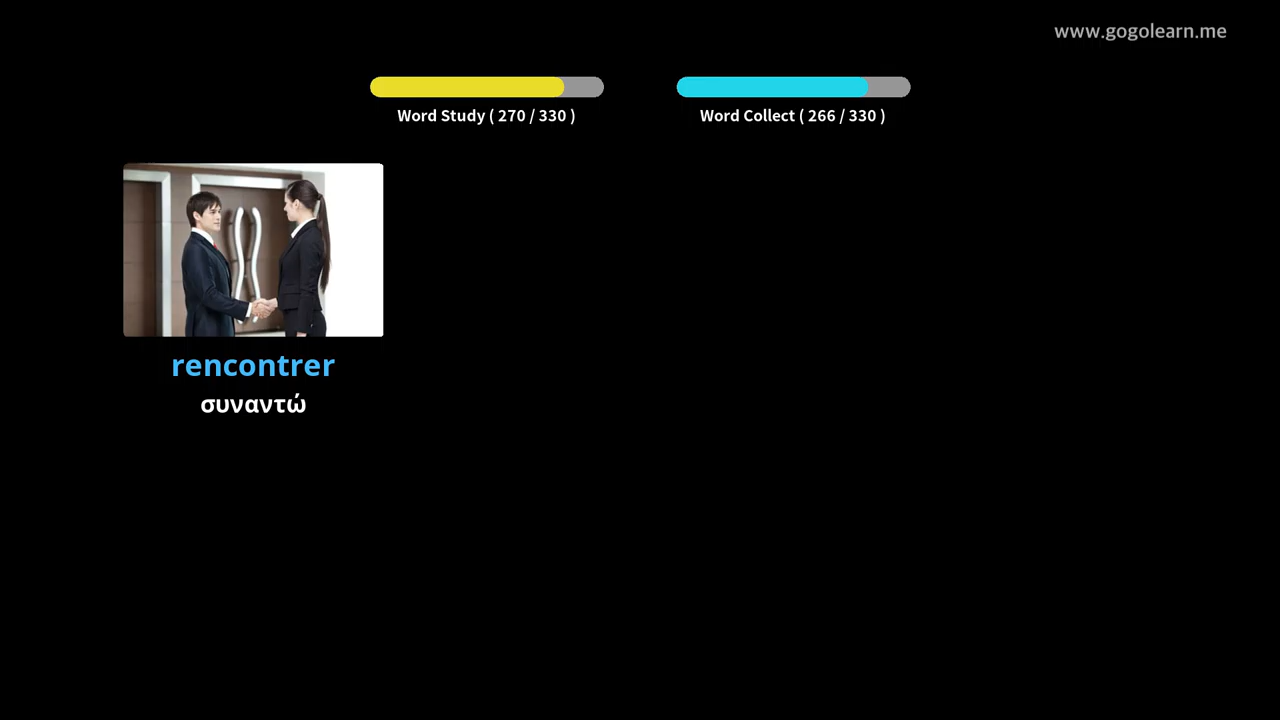 www.gogolearn.me
Word Study ( 270 / 330 )
Word Collect ( 266 / 330 )
rencontrer
συναντώ